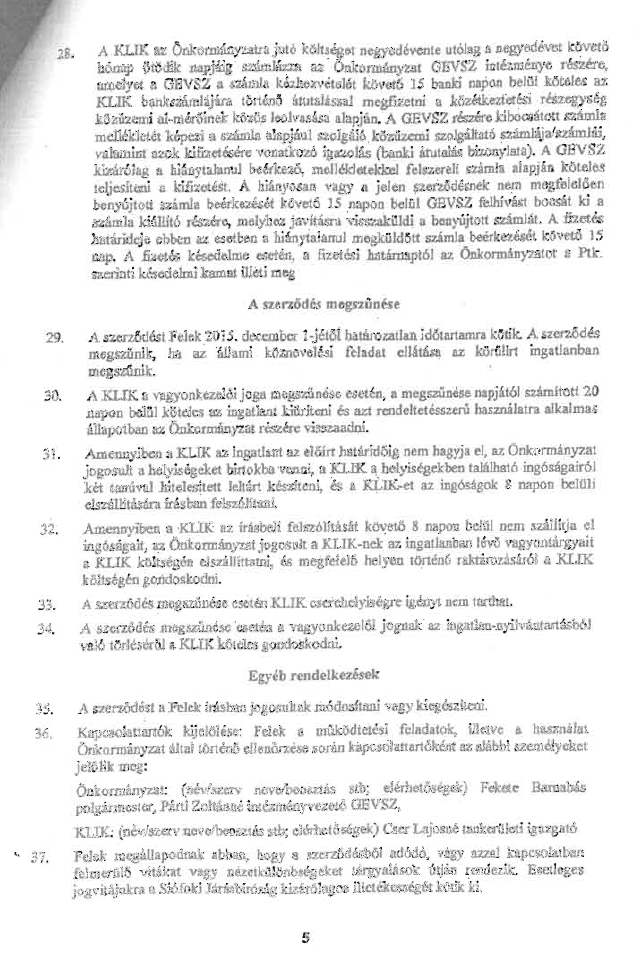 28. A KLIK az Önkormányzatra jutó költséget negyedévente utólag a negyedévet követő
hónap ötödik napjáig számlázza az Önkormányzat GEVSZ intézménye részére,
amelyet a GEVSZ a számla kézhezvételét követő 15 banki napon belül köteles az
KLIK bankszámlájára történő átutalással megfizetni a közétkeztetési részegység
közüzemi al-mérőinek közös leolvasása alapján. A GEVSZ részére kibocsátott számla
mellékletét képezi a számla alapjául szolgáló közüzemi szolgáltató számlája/számlái,
valamint azok kifizetésére vonatkozó igazolás (banki átutalás bizonylata). A GEVSZ
kizárólag a hiánytalanul beérkező, mellékletekkel felszerelt számla alapján köteles
teljesíteni a kifizetést. A hiányosan vagy a jelen szerződésnek nem megfelelően
benyújtott számla beérkezését követő 15 napon belül GEVSZ felhívást bocsát ki a
számla kiállító részére, melyhez javításra visszaküldi a benyújtott számlát. A fizetés
határideje ebben az esetben a hiánytalanul megküldött számla beérkezését követő 15
nap. A fizetés késedelme esetén, a fizetési határnaptól az Önkormányzatot a Ptk.
szerinti késedelmi kamat illeti meg
A szerződés megszűnése
29. A szerződést Felek 2015. december 1-jétől határozatlan időtartamra kötik. A szerződés
megszűnik, ha az állami köznevelési feladat ellátása az körülírt ingatlanban
megszűnik.
30. A KLIK a vagyonkezelői joga megszűnése esetén, a megszűnése napjától számított 20
napon belül köteles az ingatlant kiüríteni és azt rendeltetésszerű használatra alkalmas
állapotban az Önkormányzat részére visszaadni.
31. Amennyiben a KLIK az ingatlant az előírt határidőig nem hagyja el, az Önkormányzat
jogosult a helyiségeket birtokba venni, a KLIK a helyiségekben található ingóságairól
két tanúval hitelesített leltárt készíteni, és a KLIK-et az ingóságok 8 napon belüli
elszállítására írásban felszólítani.
32. Amennyiben a KLIK az írásbeli felszólítását követő 8 napon belül nem szállítja el
ingóságait, az Önkormányzat jogosult a KLIK-nek az ingatlanban lévő vagyontárgyait
a KLIK költségén elszállíttatni, és megfelelő helyen történő raktározásáról a KLIK
költségén gondoskodni.
33. A szerződés megszűnése esetén KLIK cserehelyiségre igényt nem tarthat.
34. A szerződés megszűnése esetén a vagyonkezelői jognak az ingatlan-nyilvántartásból
való törléséről a KLIK köteles gondoskodni.
Egyéb rendelkezések
35. A szerződést a Felek írásban jogosultak módosítani vagy kiegészíteni.
36. Kapcsolattartók kijelölése: Felek a működtetési feladatok, illetve a használat
Önkormányzat által történő ellenőrzése során kapcsolattartóként az alábbi személyeket
jelölik meg:
Önkormányzat: (név/szerv neve/beosztás stb; elérhetőségek) Fekete Barnabás
polgármester, Párti Zoltánné intézményvezető GEVSZ,
KLIK: (név/szerv neve/beosztás stb; elérhetőségek) Cser Lajosné tankerületi igazgató
37. Felek megállapodnak abban, hogy a szerződésből adódó, vagy azzal kapcsolatban
felmerülő vitákat vagy nézetkülönbségeket tárgyalások útján rendezik. Esetleges
jogvitájukra a Siófoki Járásbíróság kizárólagos illetékességét kötik ki.
5